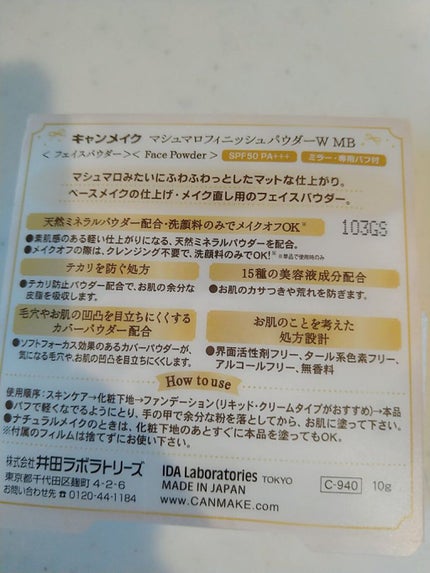 キャンメイク マシュマロフィニッシュパウダーW MB
＜フェイスパウダー＞＜Face Powder＞ SPF50 PA+++ ミラー・専用パフ付
マシュマロみたいにふわふわっとしたマットな仕上がり。
ベースメイクの仕上げ・メイク直し用のフェイスパウダー。
天然ミネラルパウダー配合・洗顔料のみでメイクオフOK※
103GS
●素肌感のある軽い仕上がりになる、天然ミネラルパウダーを配合。
●メイクオフの際は、クレンジング不要で、洗顔料のみOK!※ ※単品で使用時のみ
テカリを防ぐ処方
●テカリ防止パウダー配合で、お肌の余分な
皮脂を吸収します。
15種の美容液成分配合
●お肌のカサつきや荒れを防ぎます。
毛穴やお肌の凹凸を目立ちにくくする
カバーパウダー配合
●ソフトフォーカス効果のあるカバーパウダーが、
気になる毛穴や、お肌の凹凸を目立ちにくくします。
お肌のことを考えた
処方設計
●界面活性剤フリー、タール系色素フリー、
アルコールフリー、無香料
How to use
使用順序：スキンケア→化粧下地→ファンデーション（リキッド・クリームタイプがおすすめ）→本品
●パフで軽くなでるようにとり、手の甲で余分な粉を落としてから、お肌に塗って下さい。
●ナチュラルメイクのときは、化粧下地のあとすぐに本品を塗ってもOK。
※付属のフィルムは捨てずにお使い下さい。
株式会社 井田ラボラトリーズ
東京都千代田区麹町4-2-6
お問い合わせ先 ☎ 0120-44-1184
IDA Laboratories TOKYO
MADE IN JAPAN
www.CANMAKE.com
C-940 10g